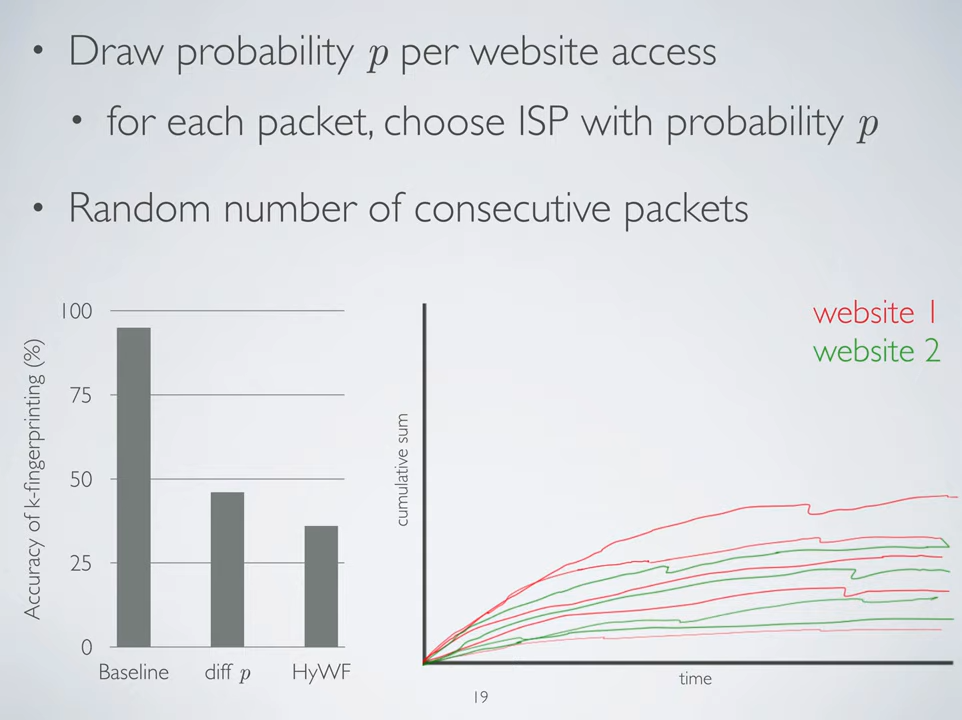 • Draw probability p per website access
• for each packet, choose ISP with probability p
• Random number of consecutive packets
Accuracy of k-fingerprinting (%)
100
75
50
25
0
Baseline
diff p
HyWF
website 1
website 2
cumulative sum
time
19